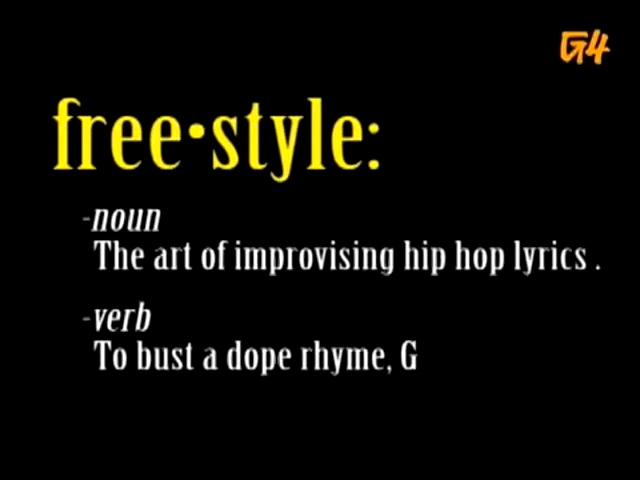 G4
free•style:
-noun
The art of improvising hip hop lyrics .
-verb
To bust a dope rhyme, G